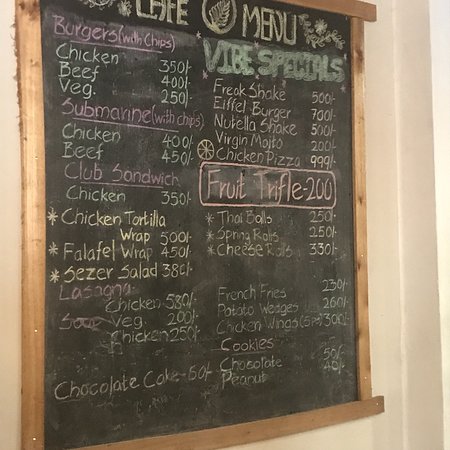 CAFE MENU
Burgers (with chips)
Chicken 350/-
Beef 400/-
Veg. 250/-
Submarine (with chips)
Chicken 400/-
Beef 450/-
Club Sandwich
Chicken 350/-
* Chicken Tortilla
Wrap 500/-
* Falafel Wrap 450/-
* Sezer Salad 380/-
Lasagna
Chicken 580/-
Soup Veg. 200/-
Chicken 250/-
Chocolate Cake - 50/-
VIBE SPECIALS
Freak Shake 500/-
Eiffel Burger 700/-
Nutella Shake 500/-
Virgin Mojito 200/-
Chicken Pizza 999/-
Fruit Trifle - 200
* Thai Balls 250/-
* Spring Rolls 250/-
* Cheese Rolls 330/-
French Fries 230/-
Potato Wedges 260/-
Chicken Wings 300/-
Cookies
Chocolate 50/-
Peanut 40/-